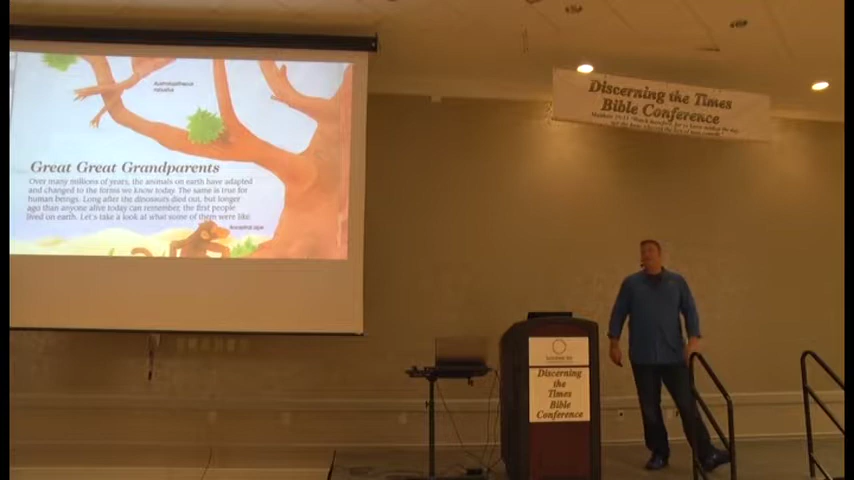 Australopithecus
Great Great Grandparents
Over many millions of years, the animals on earth have adapted
and changed to the forms we know today. The same is true for
human beings. Long after the dinosaurs died out, but longer
ago than anyone alive today can remember, the first people
lived on earth. Let's take a look at what some of them were like
Ancestral ape
Discerning the Times
Bible Conference
Discerning
the
Times
Bible
Conference